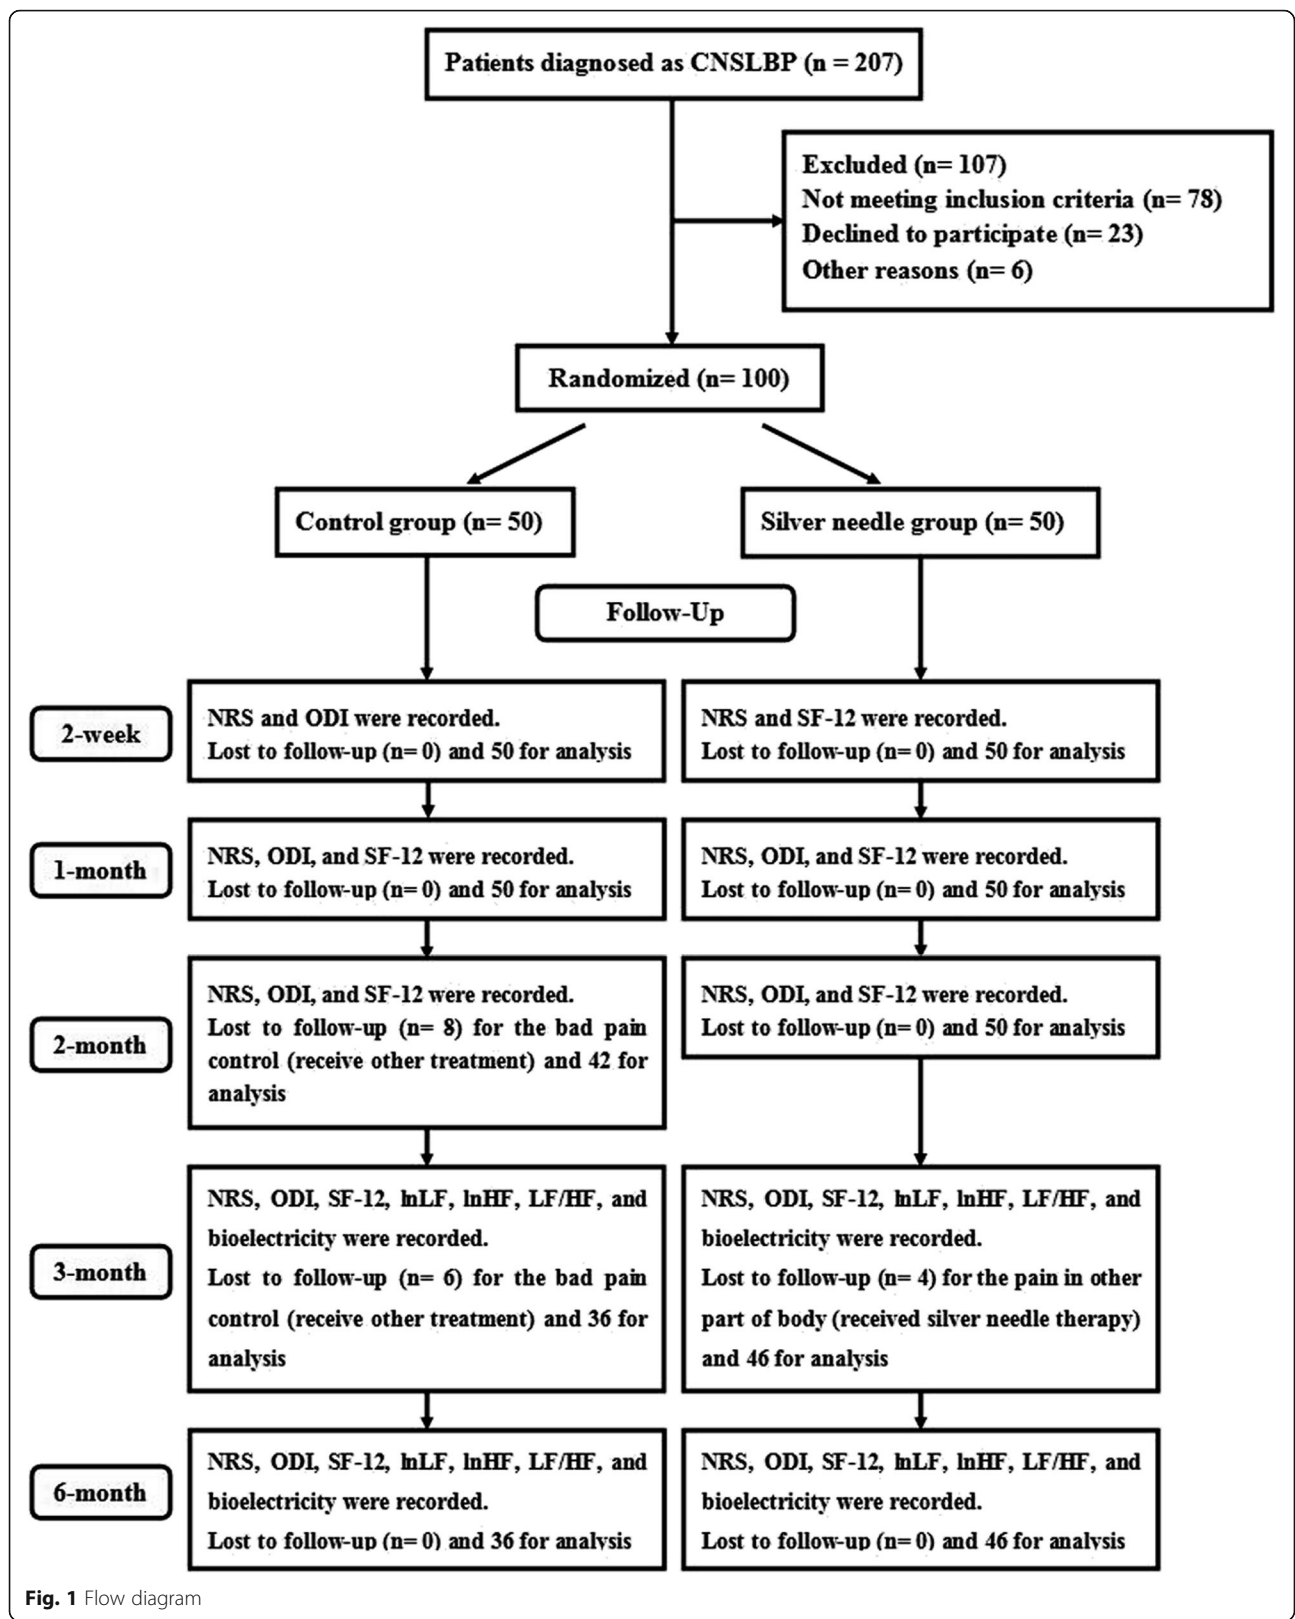 Patients diagnosed as CNSLBP (n = 207)
Excluded (n= 107)
Not meeting inclusion criteria (n= 78)
Declined to participate (n= 23)
Other reasons (n= 6)
Randomized (n= 100)
Control group (n= 50)
Silver needle group (n= 50)
Follow-Up
2-week
NRS and ODI were recorded.
Lost to follow-up (n= 0) and 50 for analysis
NRS and SF-12 were recorded.
Lost to follow-up (n= 0) and 50 for analysis
1-month
NRS, ODI, and SF-12 were recorded.
Lost to follow-up (n= 0) and 50 for analysis
NRS, ODI, and SF-12 were recorded.
Lost to follow-up (n= 0) and 50 for analysis
2-month
NRS, ODI, and SF-12 were recorded.
Lost to follow-up (n= 8) for the bad pain
control (receive other treatment) and 42 for
analysis
NRS, ODI, and SF-12 were recorded.
Lost to follow-up (n= 0) and 50 for analysis
3-month
NRS, ODI, SF-12, lnLF, lnHF, LF/HF, and
bioelectricity were recorded.
Lost to follow-up (n= 6) for the bad pain
control (receive other treatment) and 36 for
analysis
NRS, ODI, SF-12, lnLF, lnHF, LF/HF, and
bioelectricity were recorded.
Lost to follow-up (n= 4) for the pain in other
part of body (received silver needle therapy)
and 46 for analysis
6-month
NRS, ODI, SF-12, lnLF, lnHF, LF/HF, and
bioelectricity were recorded.
Lost to follow-up (n= 0) and 36 for analysis
NRS, ODI, SF-12, lnLF, lnHF, LF/HF, and
bioelectricity were recorded.
Lost to follow-up (n= 0) and 46 for analysis
Fig. 1 Flow diagram